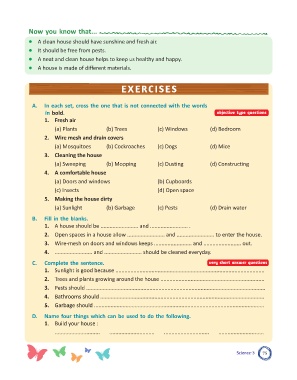 Now you know that...
A clean house should have sunshine and fresh air.
It should be free from pests.
A neat and clean house helps to keep us healthy and happy.
A house is made of different materials.
EXERCISES
A. In each set, cross the one that is not connected with the words in bold.
objective type questions
1. Fresh air
(a) Plants (b) Trees (c) Windows (d) Bedroom
2. Wire mesh and drain covers
(a) Mosquitoes (b) Cockroaches (c) Dogs (d) Mice
3. Cleaning the house
(a) Sweeping (b) Mopping (c) Dusting (d) Constructing
4. A comfortable house
(a) Doors and windows (b) Cupboards
(c) Insects (d) Open space
5. Making the house dirty
(a) Sunlight (b) Garbage (c) Pests (d) Drain water
B. Fill in the blanks.
1. A house should be .................. and .................. .
2. Open spaces in a house allow .................. and .................. to enter the house.
3. Wire-mesh on doors and windows keeps .................. and .................. out.
4. .................. and .................. should be cleaned everyday.
C. Complete the sentence.
very short answer questions
1. Sunlight is good because ..................
2. Trees and plants growing around the house ..................
3. Pests should ..................
4. Bathrooms should ..................
5. Garbage should ..................
D. Name four things which can be used to do the following.
1. Build your house :
.................. .................. .................. ..................
Science-3 75